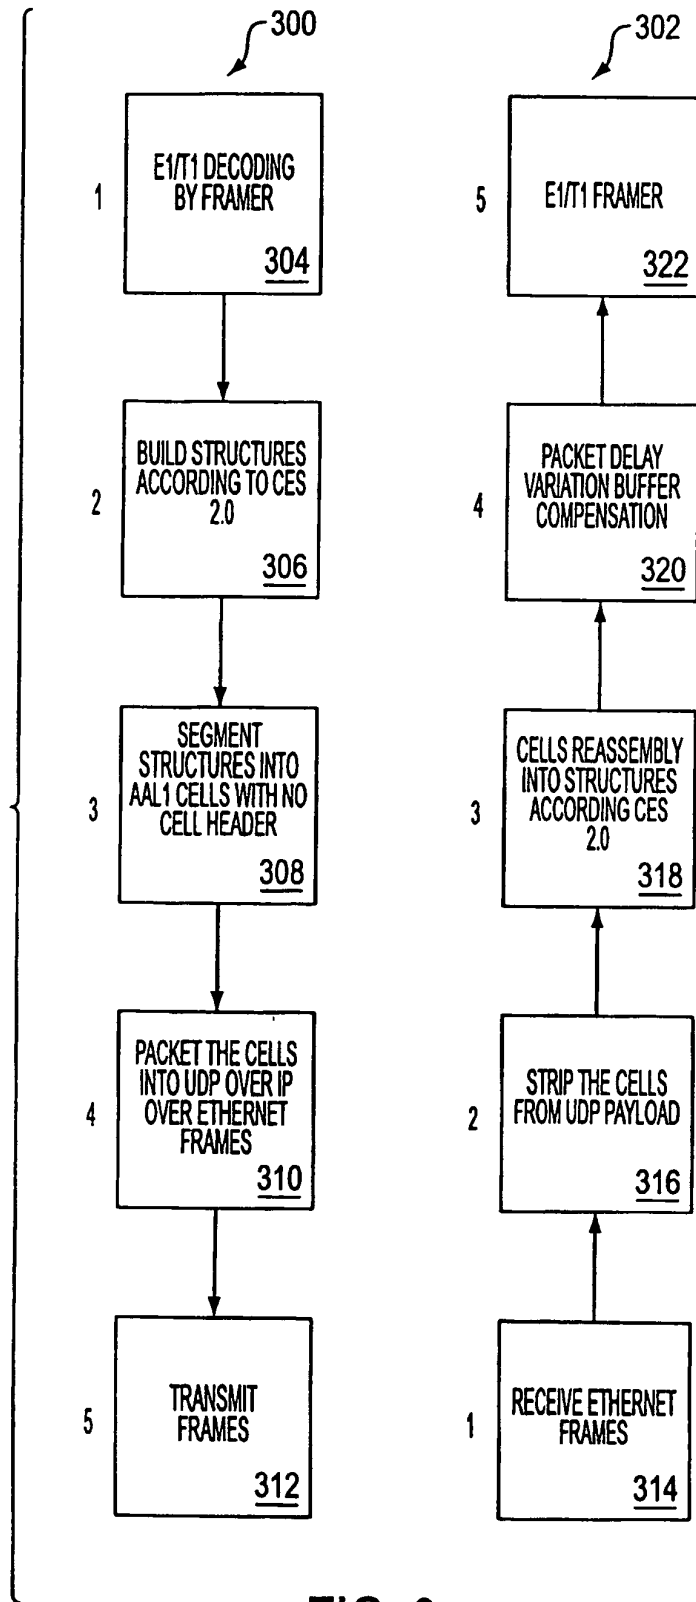 300
1
E1/T1 DECODING
BY FRAMER
304
2
BUILD STRUCTURES
ACCORDING TO CES
2.0
306
3
SEGMENT
STRUCTURES INTO
AAL1 CELLS WITH NO
CELL HEADER
308
4
PACKET THE CELLS
INTO UDP OVER IP
OVER ETHERNET
FRAMES
310
5
TRANSMIT
FRAMES
312
302
5
E1/T1 FRAMER
322
4
PACKET DELAY
VARIATION BUFFER
COMPENSATION
320
3
CELLS REASSEMBLY
INTO STRUCTURES
ACCORDING CES
2.0
318
2
STRIP THE CELLS
FROM UDP PAYLOAD
316
1
RECEIVE ETHERNET
FRAMES
314